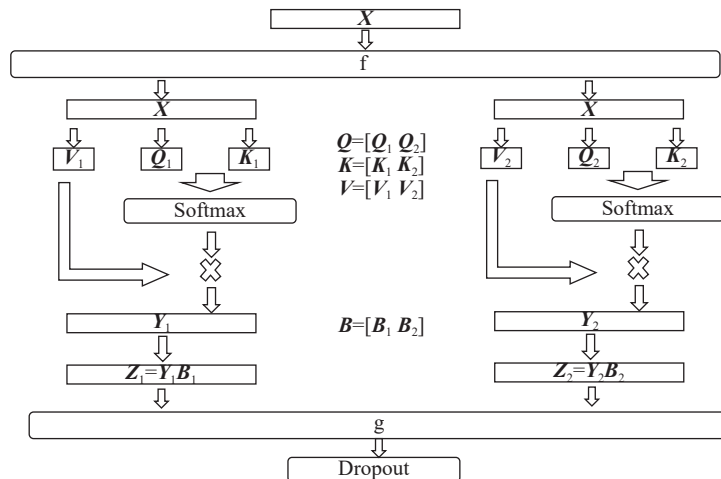 X
f
X X
V₁ Q₁ K₁ V₂ Q₂ K₂
Q=[Q₁ Q₂]
K=[K₁ K₂]
V=[V₁ V₂]
Softmax Softmax
Y₁ B=[B₁ B₂] Y₂
Z₁=Y₁B₁ Z₂=Y₂B₂
g
Dropout